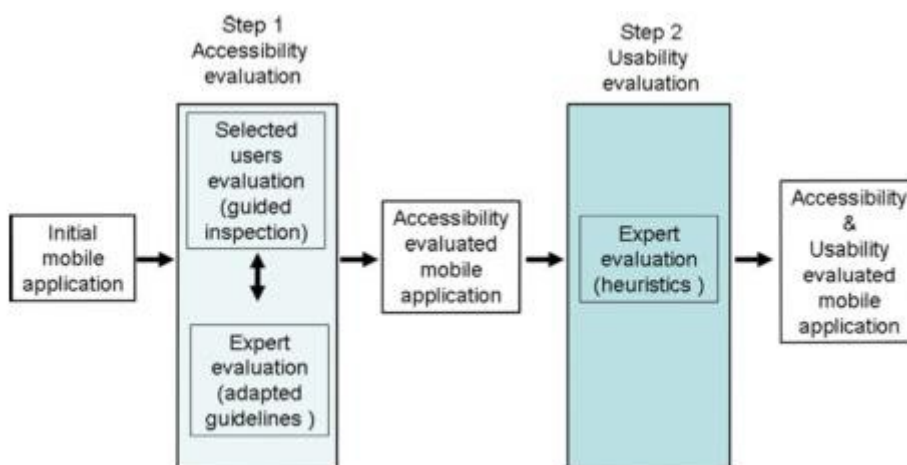 Step 1
Accessibility
evaluation
Step 2
Usability
evaluation
Initial
mobile
application
Selected
users
evaluation
(guided
inspection)
Expert
evaluation
(adapted
guidelines )
Accessibility
evaluated
mobile
application
Expert
evaluation
(heuristics )
Accessibility
&
Usability
evaluated
mobile
application